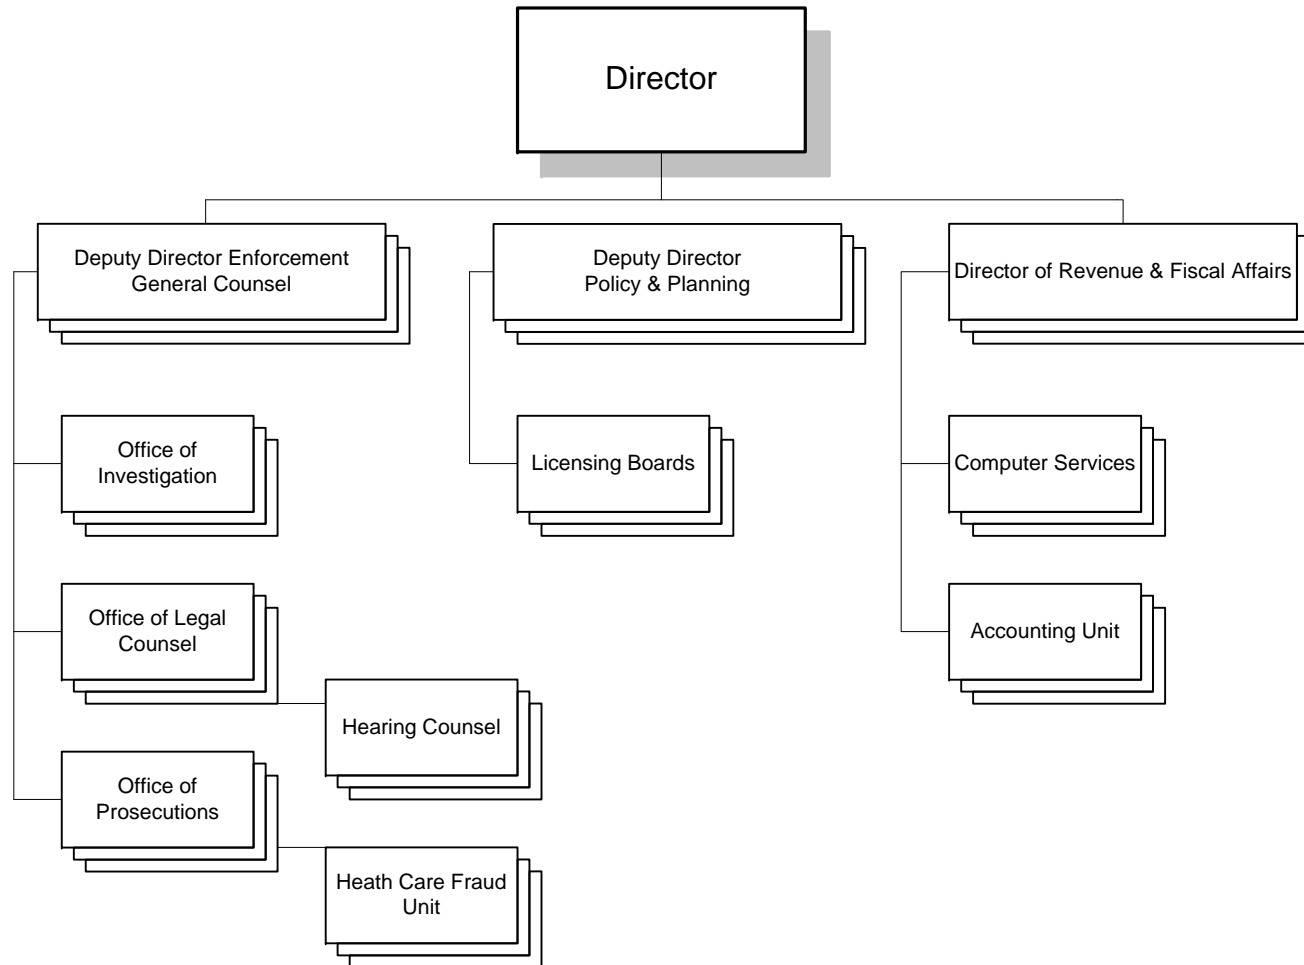 Director
Deputy Director Enforcement
General Counsel
Deputy Director
Policy & Planning
Director of Revenue & Fiscal Affairs
Office of
Investigation
Licensing Boards
Computer Services
Office of Legal
Counsel
Accounting Unit
Hearing Counsel
Office of
Prosecutions
Heath Care Fraud
Unit